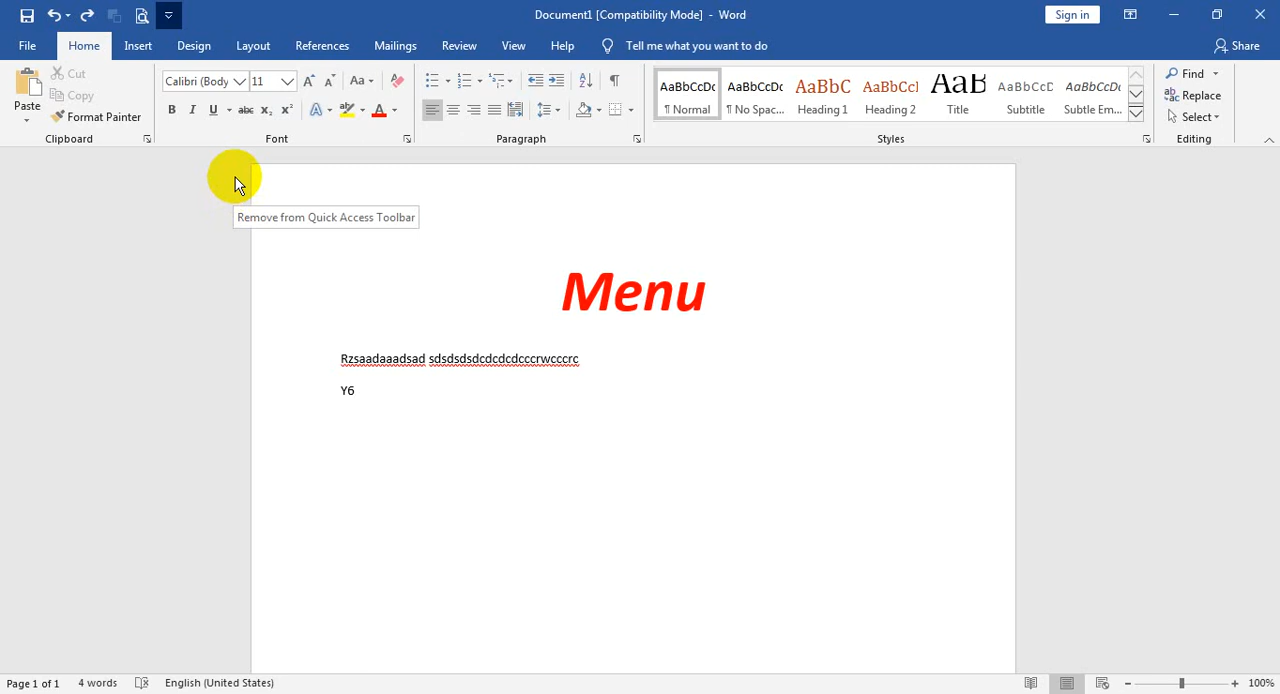 Document1 [Compatibility Mode] - Word
Sign in
File Home Insert Design Layout References Mailings Review View Help Tell me what you want to do Share
Paste
Cut
Copy
Format Painter
Clipboard
Calibri (Body 11
Aa
B I U abc x₂ x²
A A
Font
Paragraph
AaBbCcDc AaBbCcDc AaBbC AaBbCcI AaB AaBbCcD AaBbCcDc
¶ Normal ¶ No Spac... Heading 1 Heading 2 Title Subtitle Subtle Em...
Styles
Find
Replace
Select
Editing
Remove from Quick Access Toolbar
Menu
Rzsaadaaadsad sdsdsdsdcdcdcdcccrwcccrc
Y6
Page 1 of 1 4 words English (United States) 100%